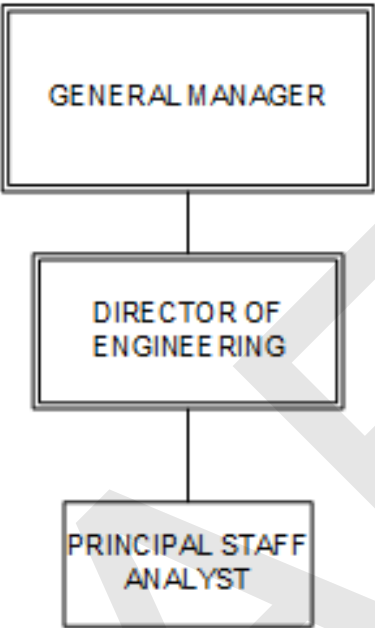 GENERAL MANAGER
DIRECTOR OF
ENGINEERING
PRINCIPAL STAFF
ANALYST